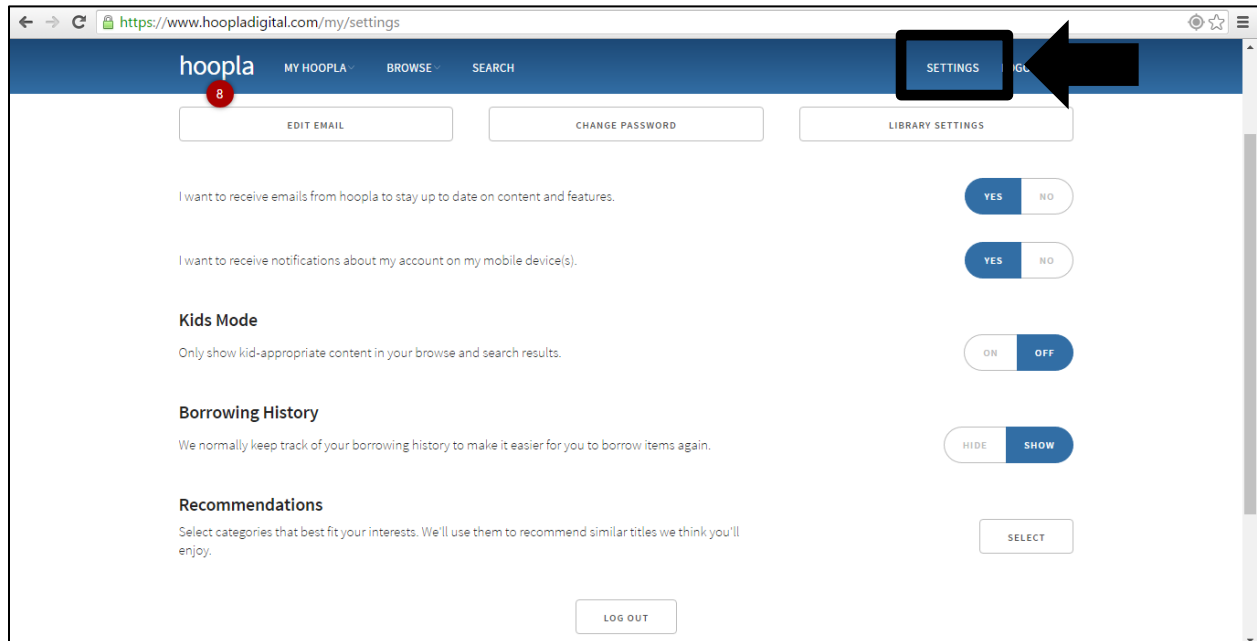 https://www.hoopladigital.com/my/settings
hoopla MY HOOPLA BROWSE SEARCH SETTINGS
8
EDIT EMAIL CHANGE PASSWORD LIBRARY SETTINGS
I want to receive emails from hoopla to stay up to date on content and features. YES NO
I want to receive notifications about my account on my mobile device(s). YES NO
Kids Mode
Only show kid-appropriate content in your browse and search results. ON OFF
Borrowing History
We normally keep track of your borrowing history to make it easier for you to borrow items again. HIDE SHOW
Recommendations
Select categories that best fit your interests. We'll use them to recommend similar titles we think you'll
enjoy.
SELECT
LOG OUT